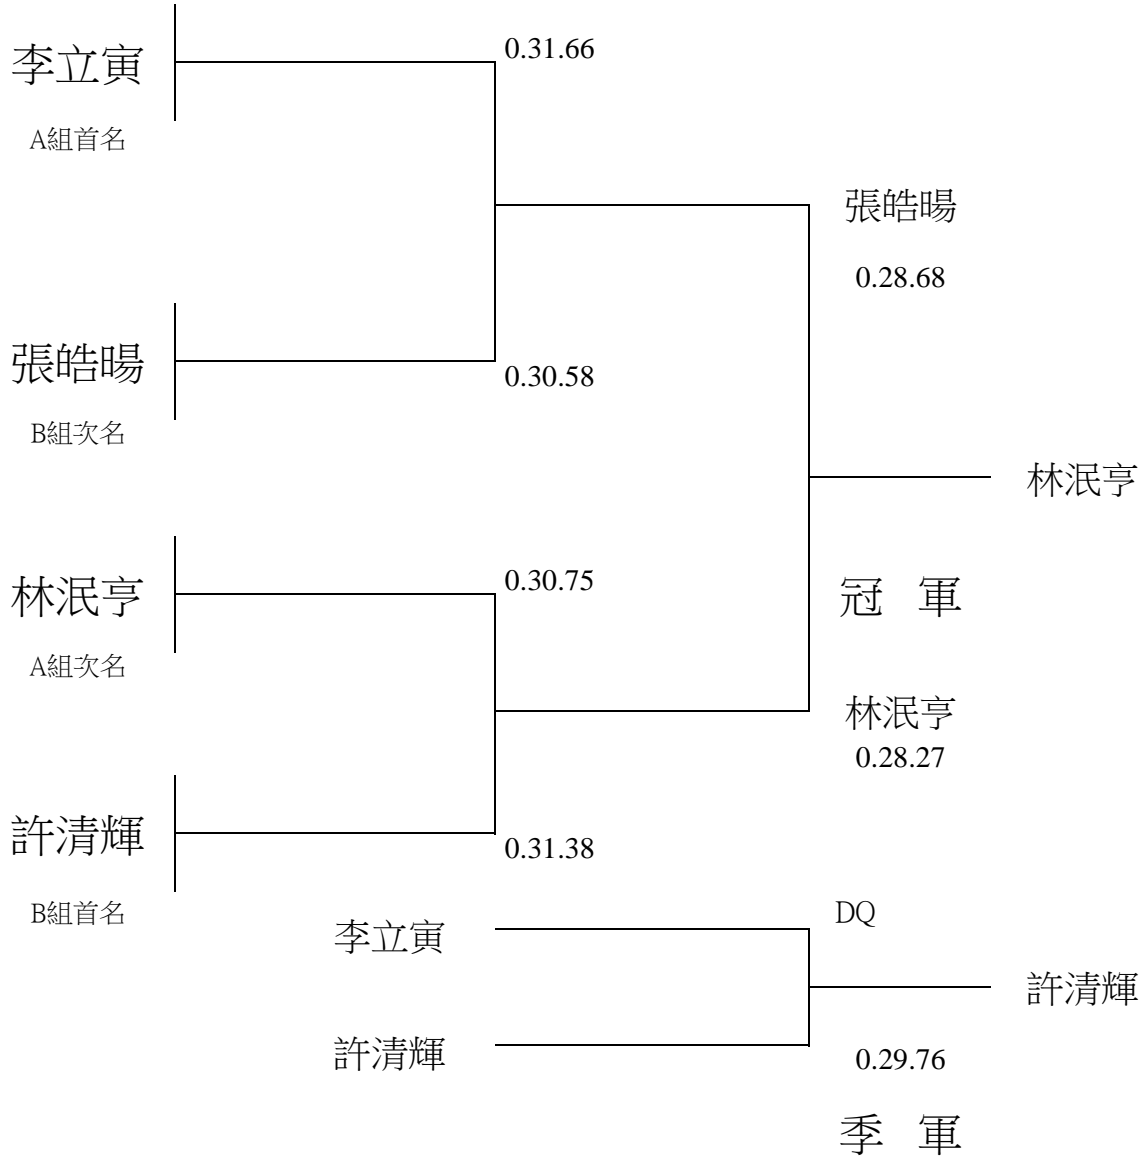 李立寅
0.31.66
A組首名
張皓暘
0.28.68
張皓暘
0.30.58
B組次名
林泯亨
林泯亨
0.30.75
冠 軍
A組次名
林泯亨
0.28.27
許清輝
0.31.38
B組首名
DQ
李立寅
許清輝
許清輝
0.29.76
季 軍